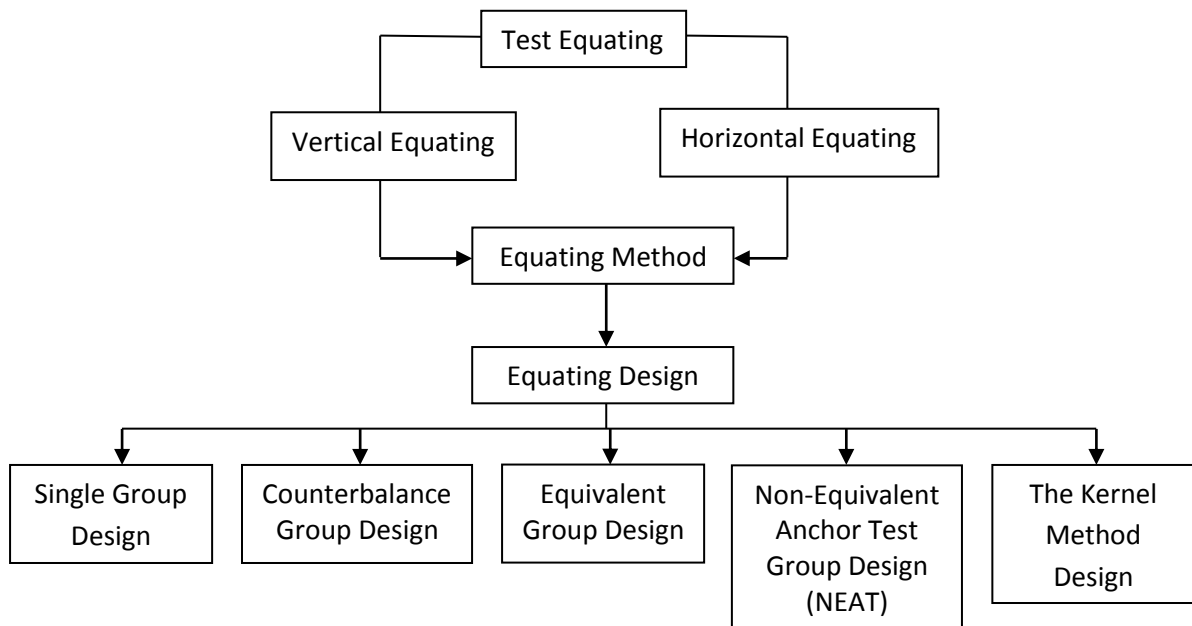 Test Equating
Vertical Equating
Horizontal Equating
Equating Method
Equating Design
Single Group
Design
Counterbalance
Group Design
Equivalent
Group Design
Non-Equivalent
Anchor Test
Group Design
(NEAT)
The Kernel
Method
Design